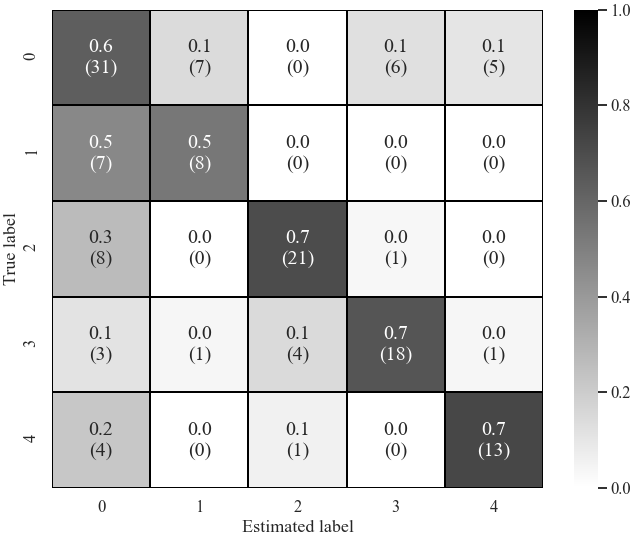 0.6 0.1 0.0 0.1 0.1
(31) (7) (0) (6) (5)
0
0.5 0.5 0.0 0.0 0.0
(7) (8) (0) (0) (0)
1
0.3 0.0 0.7 0.0 0.0
(8) (0) (21) (1) (0)
2
0.1 0.0 0.1 0.7 0.0
(3) (1) (4) (18) (1)
3
0.2 0.0 0.1 0.0 0.7
(4) (0) (1) (0) (13)
4
True label
0 1 2 3 4
Estimated label
1.0
0.8
0.6
0.4
0.2
0.0